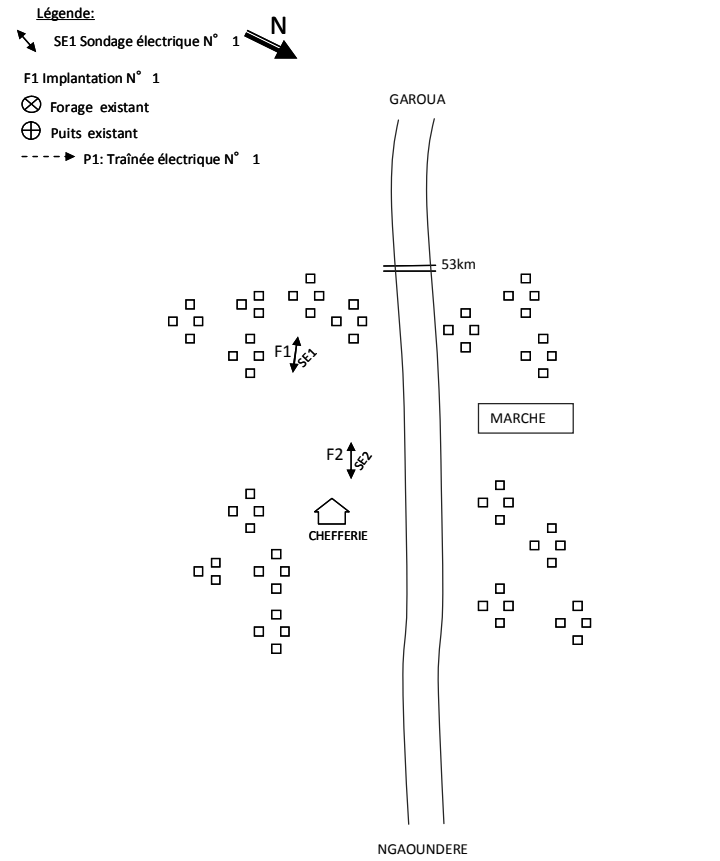 Légende:
N
SE1 Sondage électrique N° 1
F1 Implantation N° 1
Forage existant
Puits existant
P1: Traînée électrique N° 1
GAROUA
53km
F1
SE1
MARCHE
F2
SE2
CHEFFERIE
NGAOUNDERE